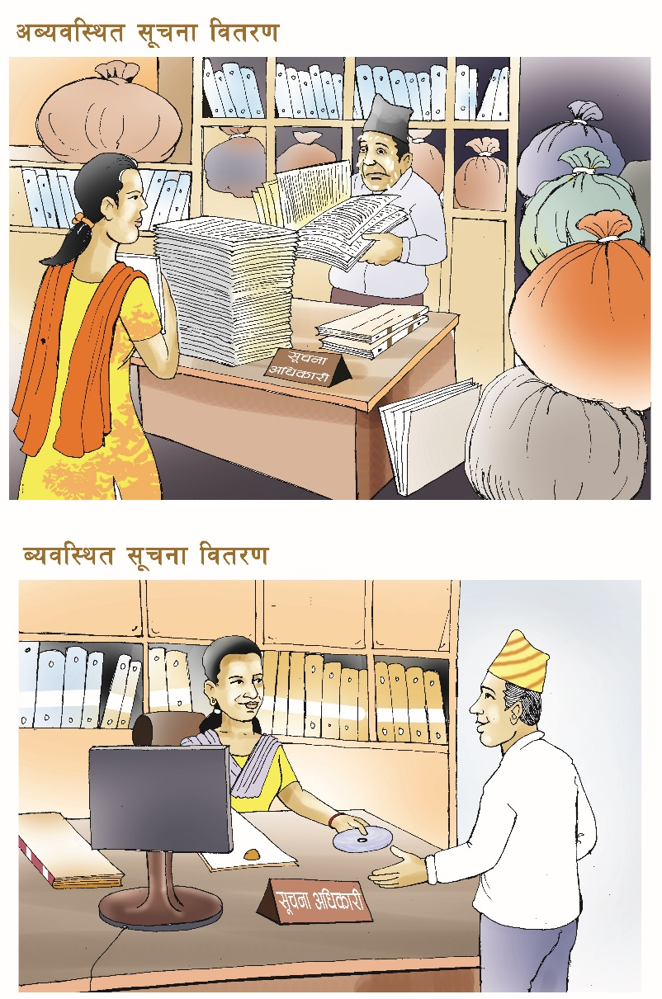 अब्यवस्थित सूचना वितरण
सूचना
अधिकारी
ब्यवस्थित सूचना वितरण
सूचना अधिकारी